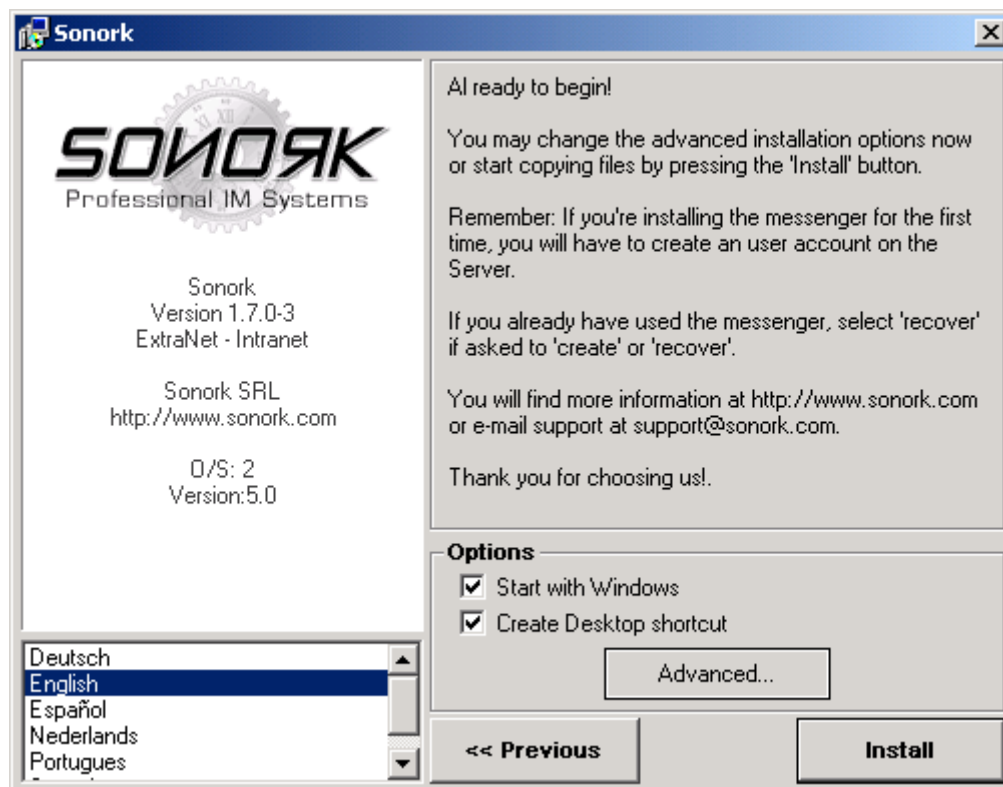 Sonork
SONORK
Professional IM Systems
Sonork
Version 1.7.0-3
ExtraNet - Intranet
Sonork SRL
http://www.sonork.com
O/S: 2
Version:5.0
Al ready to begin!
You may change the advanced installation options now
or start copying files by pressing the 'Install' button.
Remember: If you're installing the messenger for the first
time, you will have to create an user account on the
Server.
If you already have used the messenger, select 'recover'
if asked to 'create' or 'recover'.
You will find more information at http://www.sonork.com
or e-mail support at support@sonork.com.
Thank you for choosing us!.
Options
Start with Windows
Create Desktop shortcut
Advanced...
Deutsch
English
Español
Nederlands
Portugues
<< Previous
Install